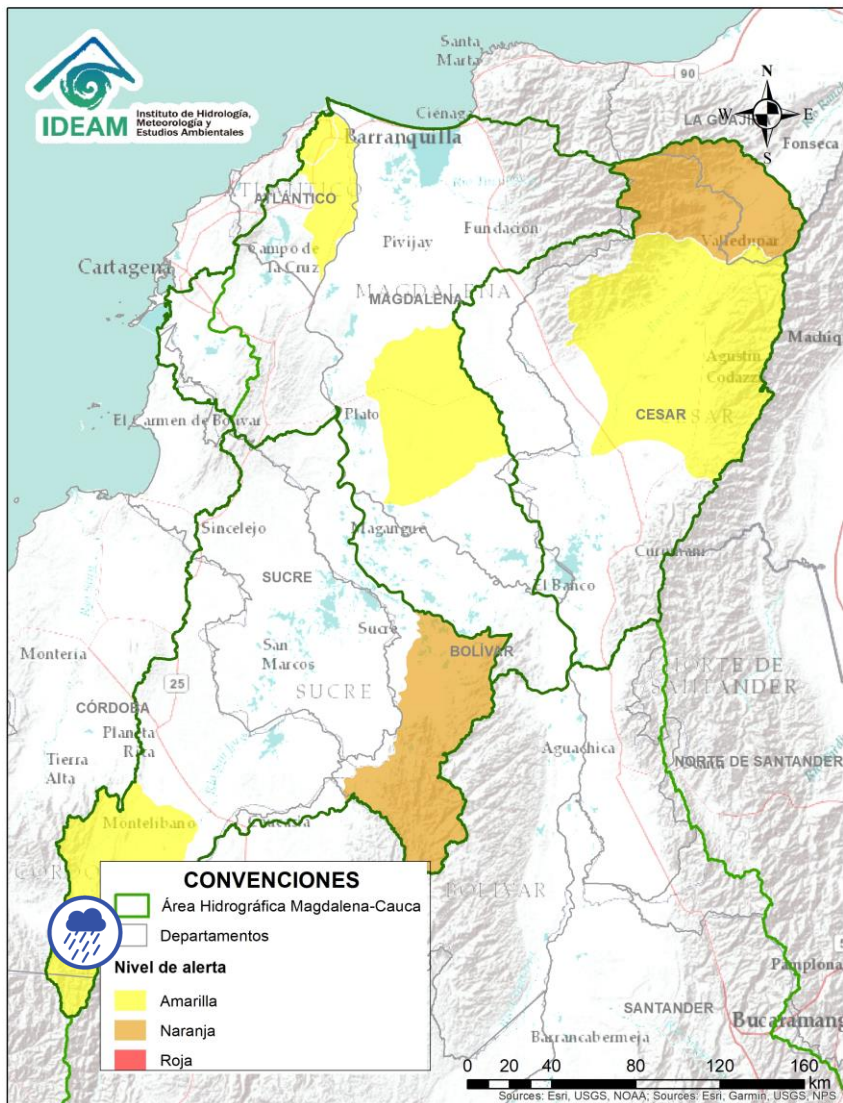 Santa
Marta
90
N
W E
S
IDEAM
Instituto de Hidrología,
Meteorología y
Estudios Ambientales
Ciénaga
LA GUAJIRA
Barranquilla
Fonseca
ATLÁNTICO
Pivijay
Fundación
Valledupar
Campo de
la Cruz
Cartagena
MAGDALENA
MAGDALENA
Agustín
Codazzi
Plato
CESAR
El Carmen de Bolívar
Sincelejo
Magangue
SUCRE
El Banco
Sucre
San
Marcos
BOLÍVAR
Montería
SUCRE
NORTE DE
SANTANDER
25
CÓRDOBA
Planeta
Rica
Aguachica
Tierra
Alta
NORTE DE SANTANDER
Montelibano
BOLIVAR
CONVENCIONES
Área Hidrográfica Magdalena-Cauca
Departamentos
Nivel de alerta
Amarilla
Naranja
Roja
Pamplona
SANTANDER
Bucaramang
Barrancabermeja
0 20 40 80 120 160
km
Sources: Esri, USGS, NOAA; Sources: Esri, Garmin, USGS, NPS